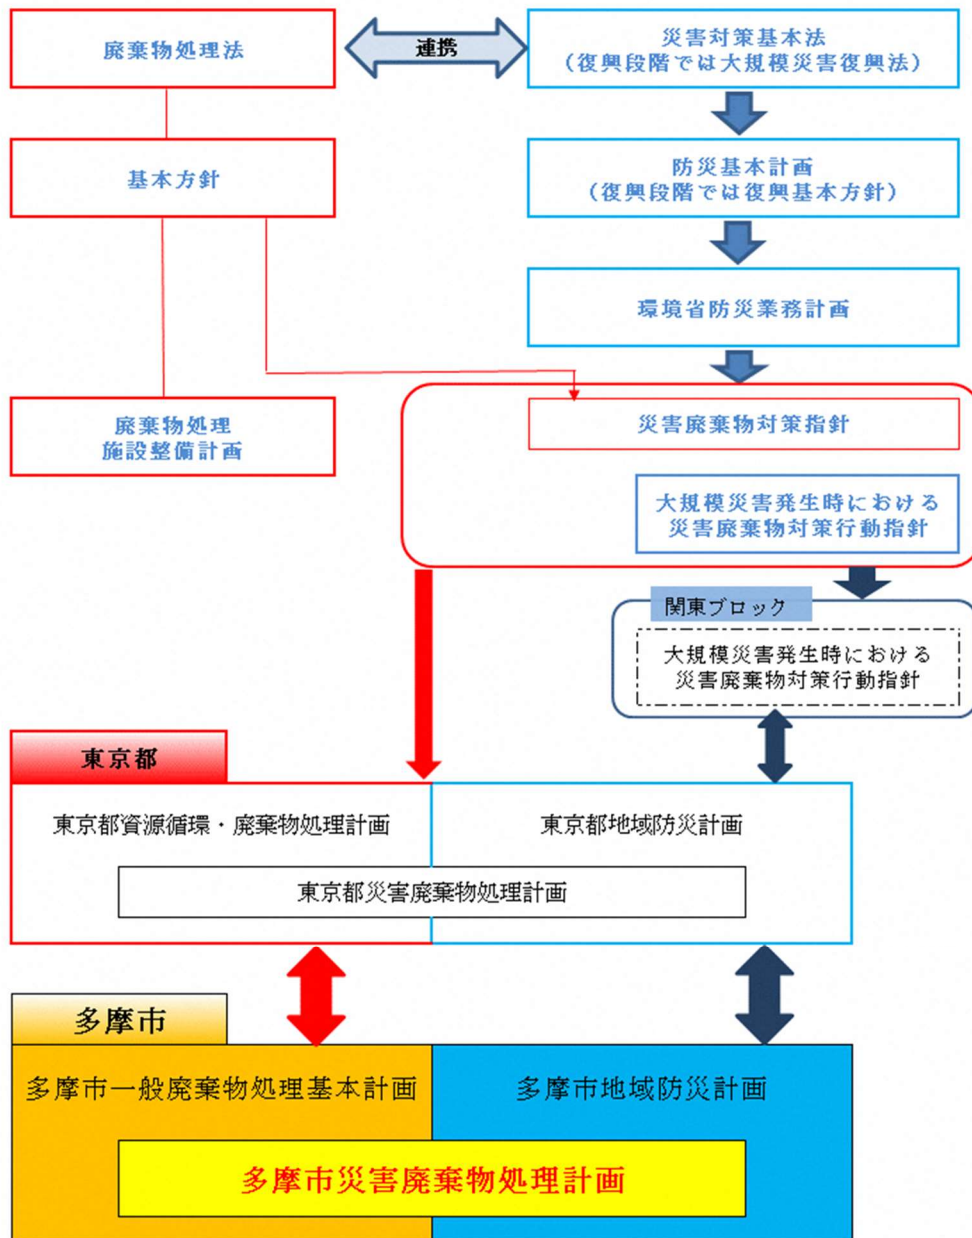 廃棄物処理法
連携
災害対策基本法
（復興段階では大規模災害復興法）
基本方針
防災基本計画
（復興段階では復興基本方針）
環境省防災業務計画
廃棄物処理
施設整備計画
災害廃棄物対策指針
大規模災害発生時における
災害廃棄物対策行動指針
関東ブロック
大規模災害発生時における
災害廃棄物対策行動指針
東京都
東京都資源循環・廃棄物処理計画
東京都地域防災計画
東京都災害廃棄物処理計画
多摩市
多摩市一般廃棄物処理基本計画
多摩市地域防災計画
多摩市災害廃棄物処理計画